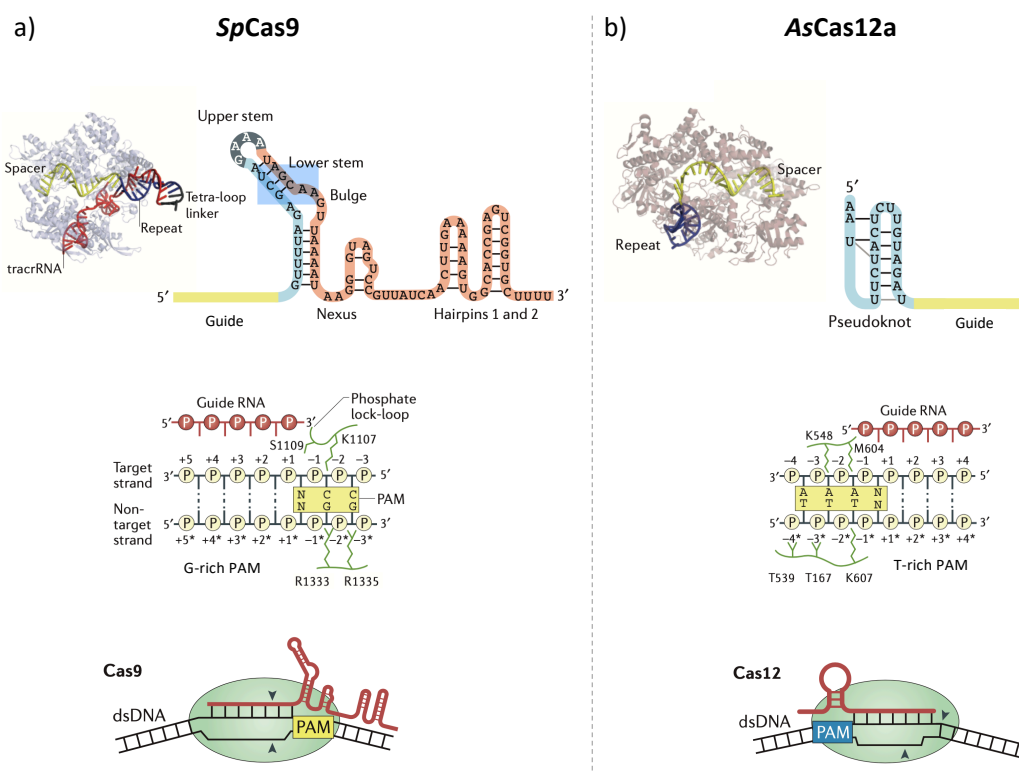 a)
SpCas9
Upper stem
Lower stem
Bulge
Spacer
Tetra-loop
linker
Repeat
tracrRNA
GUUUUAGAGCUAGAAAUAGCAAGUUAAAAU
AA
GUUAUCAA
CUUUU
5′
3′
Guide
Nexus
Hairpins 1 and 2
Guide RNA
Phosphate
lock-loop
5′ P P P P P 3′
S1109
K1107
+5 +4 +3 +2 +1 −1 −2 −3
Target
strand
3′ P P P P P P P P 5′
N C C
N G G
PAM
Non-
target
strand
5′ P P P P P P P P 3′
+5* +4* +3* +2* +1* −1* −2* −3*
G-rich PAM
R1333
R1335
Cas9
dsDNA
PAM
b)
AsCas12a
Spacer
Repeat
5′
A
A
U
Pseudoknot
Guide
Guide RNA
5′ P P P P P 3′
K548
M604
−4 −3 −2 −1 +1 +2 +3 +4
3′ P P P P P P P P 5′
A A A N
T T T N
5′ P P P P P P P P 3′
−4* −3* −2* −1* +1* +2* +3* +4*
T539
T167
K607
T-rich PAM
Cas12
dsDNA
PAM